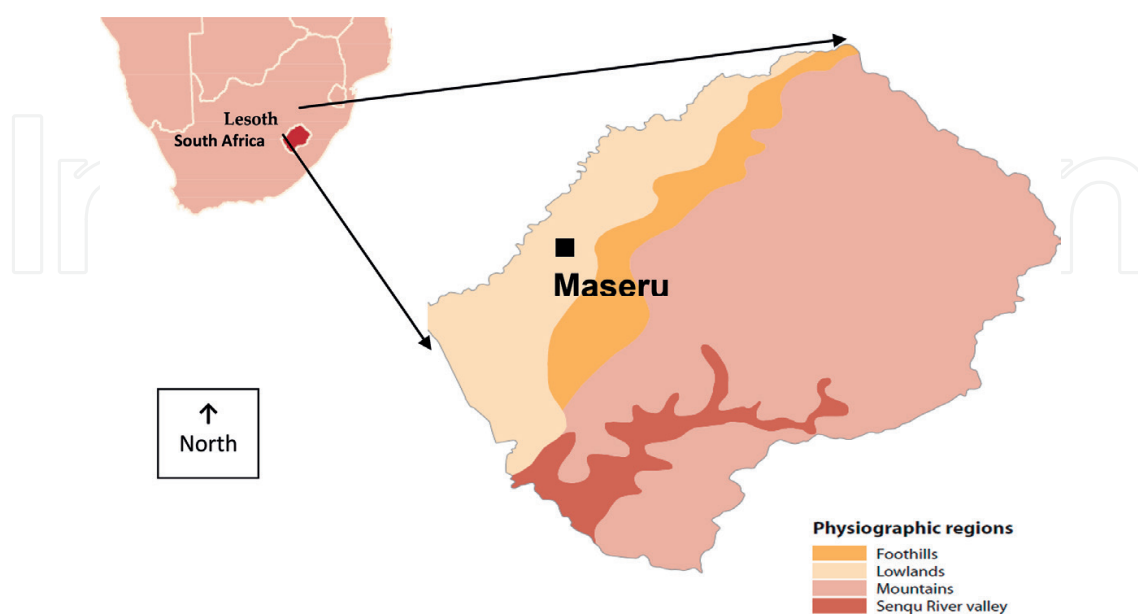 Lesoth
South Africa
Maseru
↑
North
Physiographic regions
Foothills
Lowlands
Mountains
Senqu River valley